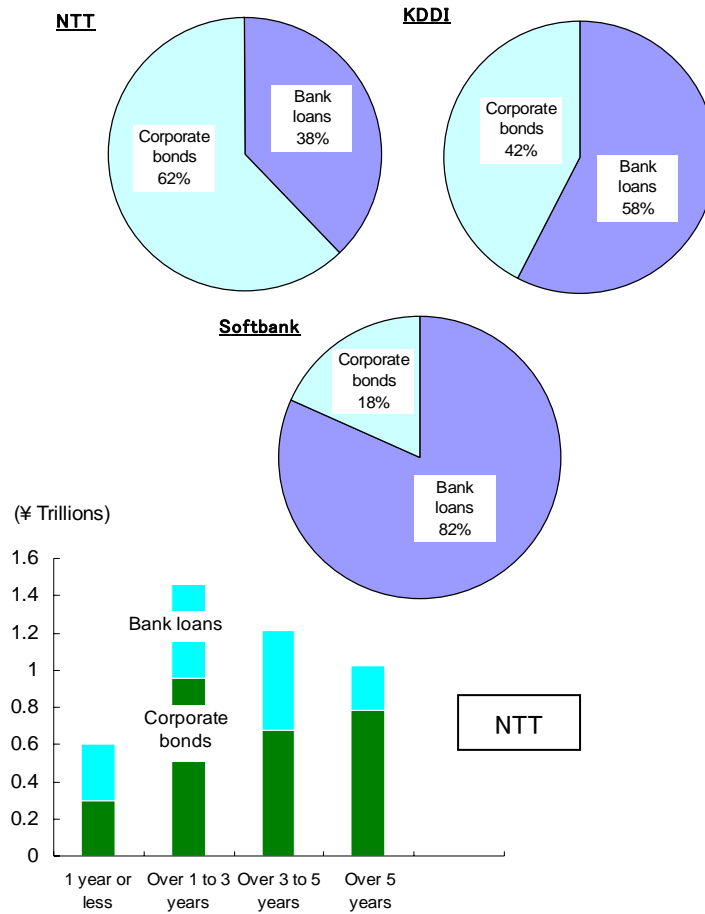 NTT
Bank
loans
38%
Corporate
bonds
62%
KDDI
Corporate
bonds
42%
Bank
loans
58%
Softbank
Corporate
bonds
18%
Bank
loans
82%
(¥ Trillions)
1.6
1.4
1.2
1
0.8
0.6
0.4
0.2
0
Bank loans
Corporate
bonds
NTT
1 year or
less
Over 1 to 3
years
Over 3 to 5
years
Over 5
years